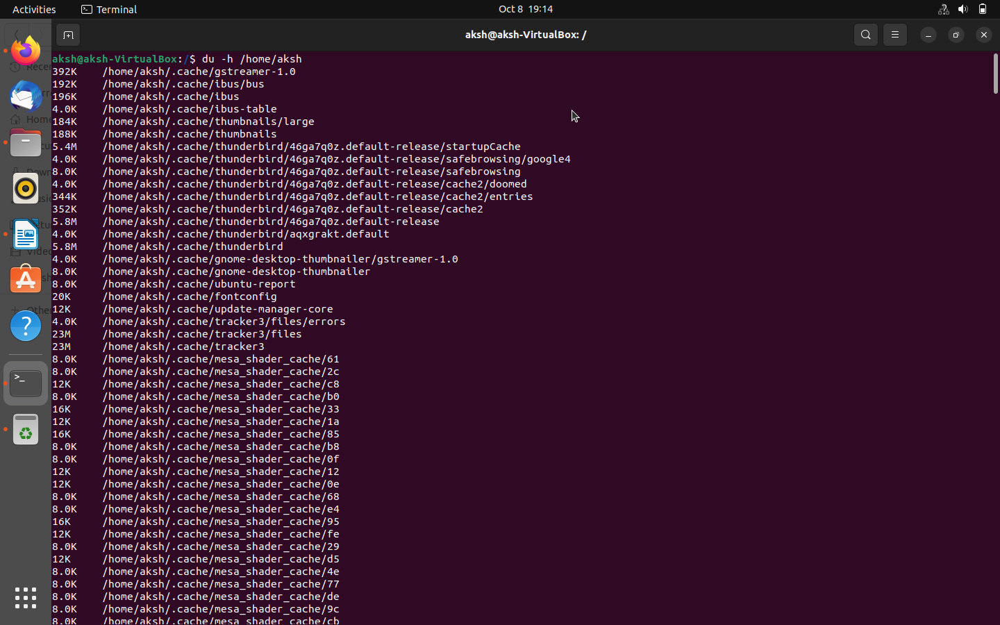 Activities
Terminal
Oct 8 19:14
aksh@aksh-VirtualBox: /
aksh@aksh-VirtualBox:/$ du -h /home/aksh
392K /home/aksh/.cache/gstreamer-1.0
192K /home/aksh/.cache/ibus/bus
196K /home/aksh/.cache/ibus
4.0K /home/aksh/.cache/ibus-table
184K /home/aksh/.cache/thumbnails/large
188K /home/aksh/.cache/thumbnails
5.4M /home/aksh/.cache/thunderbird/46ga7q0z.default-release/startupCache
4.0K /home/aksh/.cache/thunderbird/46ga7q0z.default-release/safebrowsing/google4
8.0K /home/aksh/.cache/thunderbird/46ga7q0z.default-release/safebrowsing
4.0K /home/aksh/.cache/thunderbird/46ga7q0z.default-release/cache2/doomed
344K /home/aksh/.cache/thunderbird/46ga7q0z.default-release/cache2/entries
352K /home/aksh/.cache/thunderbird/46ga7q0z.default-release/cache2
5.8M /home/aksh/.cache/thunderbird/46ga7q0z.default-release
4.0K /home/aksh/.cache/thunderbird/aqxgrakt.default
5.8M /home/aksh/.cache/thunderbird
4.0K /home/aksh/.cache/gnome-desktop-thumbnailer/gstreamer-1.0
8.0K /home/aksh/.cache/gnome-desktop-thumbnailer
8.0K /home/aksh/.cache/ubuntu-report
20K /home/aksh/.cache/fontconfig
12K /home/aksh/.cache/update-manager-core
4.0K /home/aksh/.cache/tracker3/files/errors
23M /home/aksh/.cache/tracker3/files
23M /home/aksh/.cache/tracker3
8.0K /home/aksh/.cache/mesa_shader_cache/61
8.0K /home/aksh/.cache/mesa_shader_cache/2c
12K /home/aksh/.cache/mesa_shader_cache/c8
8.0K /home/aksh/.cache/mesa_shader_cache/b0
16K /home/aksh/.cache/mesa_shader_cache/33
12K /home/aksh/.cache/mesa_shader_cache/1a
16K /home/aksh/.cache/mesa_shader_cache/85
8.0K /home/aksh/.cache/mesa_shader_cache/b8
8.0K /home/aksh/.cache/mesa_shader_cache/0f
12K /home/aksh/.cache/mesa_shader_cache/12
12K /home/aksh/.cache/mesa_shader_cache/0e
8.0K /home/aksh/.cache/mesa_shader_cache/68
8.0K /home/aksh/.cache/mesa_shader_cache/e4
16K /home/aksh/.cache/mesa_shader_cache/95
12K /home/aksh/.cache/mesa_shader_cache/fe
8.0K /home/aksh/.cache/mesa_shader_cache/29
12K /home/aksh/.cache/mesa_shader_cache/d5
8.0K /home/aksh/.cache/mesa_shader_cache/4e
8.0K /home/aksh/.cache/mesa_shader_cache/77
8.0K /home/aksh/.cache/mesa_shader_cache/de
8.0K /home/aksh/.cache/mesa_shader_cache/9c
8.0K /home/aksh/.cache/mesa_shader_cache/cb